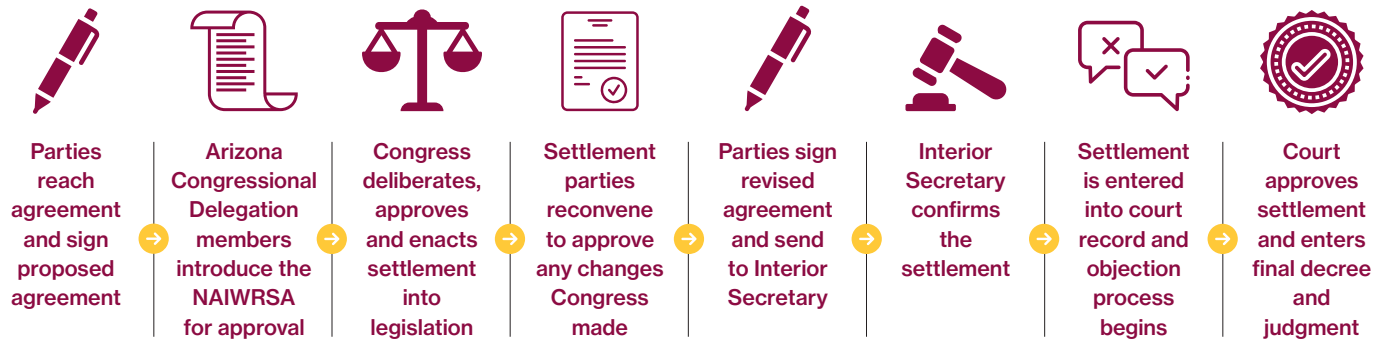 Parties
reach
agreement
and sign
proposed
agreement
Arizona
Congressional
Delegation
members
introduce the
NAIWRSA
for approval
Congress
deliberates,
approves
and enacts
settlement
into
legislation
Settlement
parties
reconvene
to approve
any changes
Congress
made
Parties sign
revised
agreement
and send
to Interior
Secretary
Interior
Secretary
confirms
the
settlement
Settlement
is entered
into court
record and
objection
process
begins
Court
approves
settlement
and enters
final decree
and
judgment